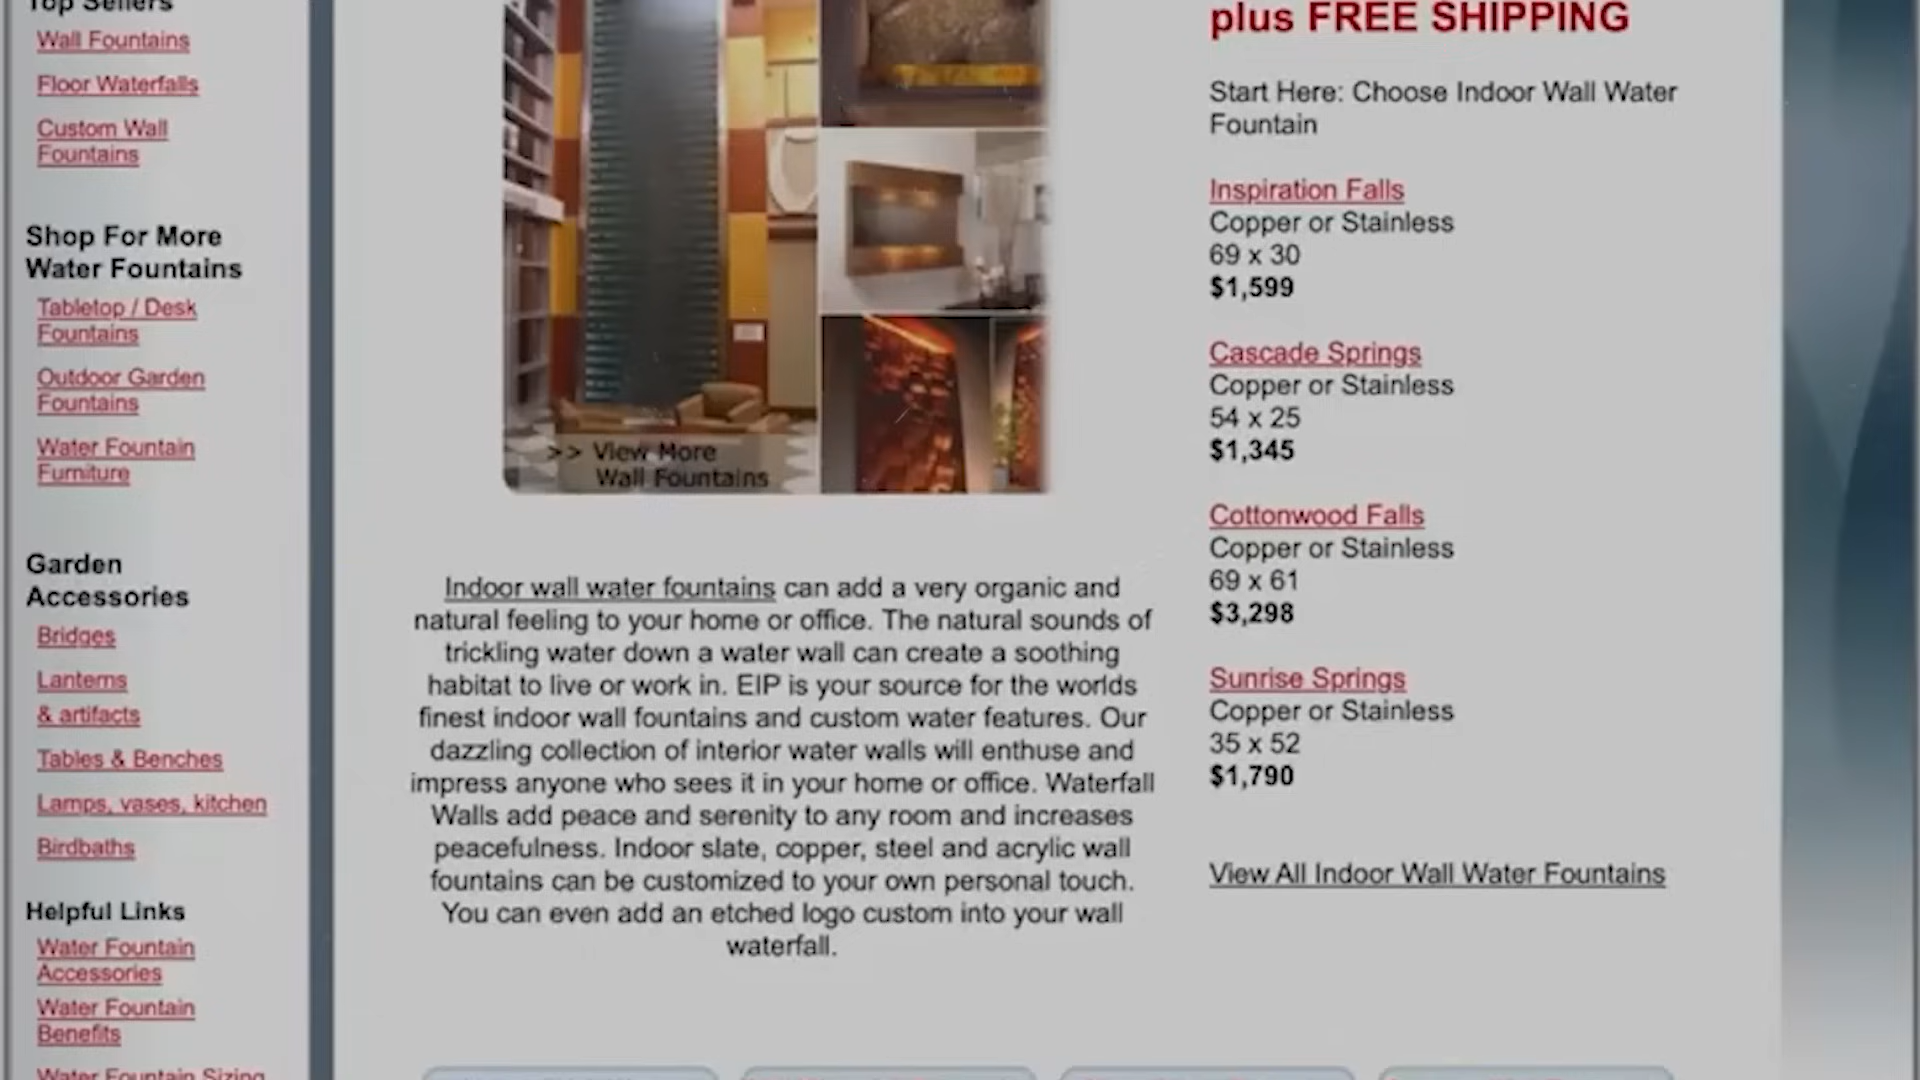 Top Sellers
Wall Fountains
Floor Waterfalls
Custom Wall
Fountains
Shop For More
Water Fountains
Tabletop / Desk
Fountains
Outdoor Garden
Fountains
Water Fountain
Furniture
Garden
Accessories
Bridges
Lanterns
& artifacts
Tables & Benches
Lamps, vases, kitchen
Birdbaths
Helpful Links
Water Fountain
Accessories
Water Fountain
Benefits
Water Fountain Sizing
>> View More
Wall Fountains
Indoor wall water fountains can add a very organic and
natural feeling to your home or office. The natural sounds of
trickling water down a water wall can create a soothing
habitat to live or work in. EIP is your source for the worlds
finest indoor wall fountains and custom water features. Our
dazzling collection of interior water walls will enthuse and
impress anyone who sees it in your home or office. Waterfall
Walls add peace and serenity to any room and increases
peacefulness. Indoor slate, copper, steel and acrylic wall
fountains can be customized to your own personal touch.
You can even add an etched logo custom into your wall
waterfall.
plus FREE SHIPPING
Start Here: Choose Indoor Wall Water
Fountain
Inspiration Falls
Copper or Stainless
69 x 30
$1,599
Cascade Springs
Copper or Stainless
54 x 25
$1,345
Cottonwood Falls
Copper or Stainless
69 x 61
$3,298
Sunrise Springs
Copper or Stainless
35 x 52
$1,790
View All Indoor Wall Water Fountains